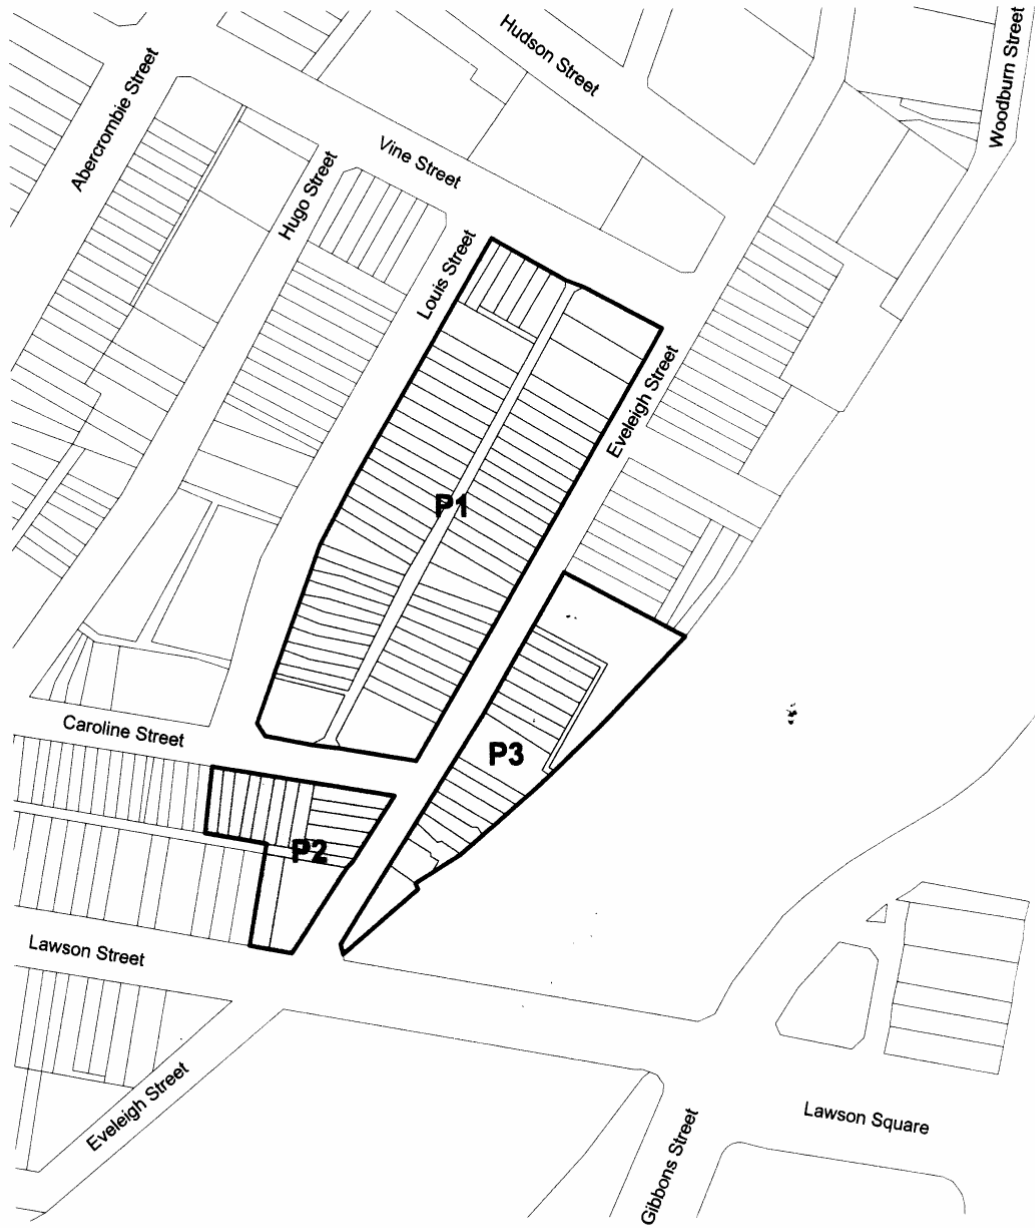 Hudson Street
Woodburn Street
Abercrombie Street
Vine Street
Hugo Street
Louis Street
Eveleigh Street
P1
Caroline Street
P3
P2
Lawson Street
Eveleigh Street
Gibbons Street
Lawson Square